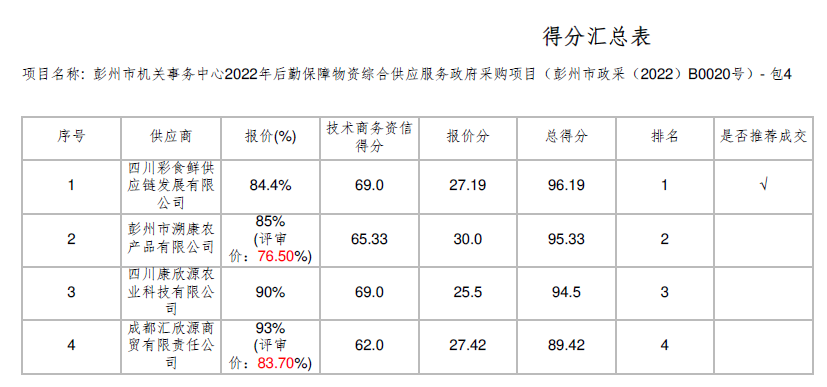 得分汇总表
项目名称：彭州市机关事务中心2022年后勤保障物资综合供应服务政府采购项目（彭州市政采（2022）B0020号）- 包4
序号 供应商 报价(%) 技术商务资信得分 报价分 总得分 排名 是否推荐成交
1 四川彩食鲜供应链发展有限公司 84.4% 69.0 27.19 96.19 1 √
2 彭州市溯康农产品有限公司 85%(评审价：76.50%) 65.33 30.0 95.33 2
3 四川康欣源农业科技有限公司 90% 69.0 25.5 94.5 3
4 成都汇欣源商贸有限责任公司 93%(评审价：83.70%) 62.0 27.42 89.42 4